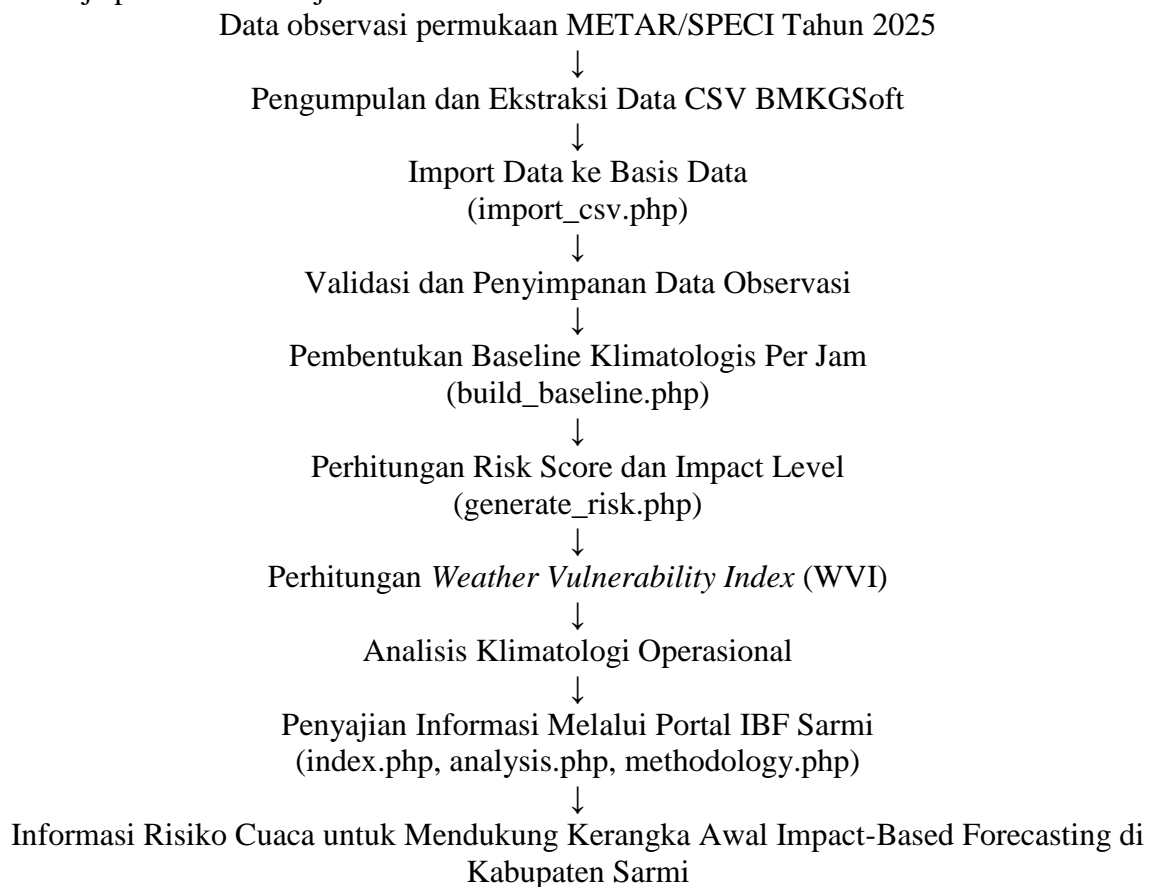 Data observasi permukaan METAR/SPECI Tahun 2025
↓
Pengumpulan dan Ekstraksi Data CSV BMKGSoft
↓
Import Data ke Basis Data
(import_csv.php)
↓
Validasi dan Penyimpanan Data Observasi
↓
Pembentukan Baseline Klimatologis Per Jam
(build_baseline.php)
↓
Perhitungan Risk Score dan Impact Level
(generate_risk.php)
↓
Perhitungan Weather Vulnerability Index (WVI)
↓
Analisis Klimatologi Operasional
↓
Penyajian Informasi Melalui Portal IBF Sarmi
(index.php, analysis.php, methodology.php)
↓
Informasi Risiko Cuaca untuk Mendukung Kerangka Awal Impact-Based Forecasting di
Kabupaten Sarmi